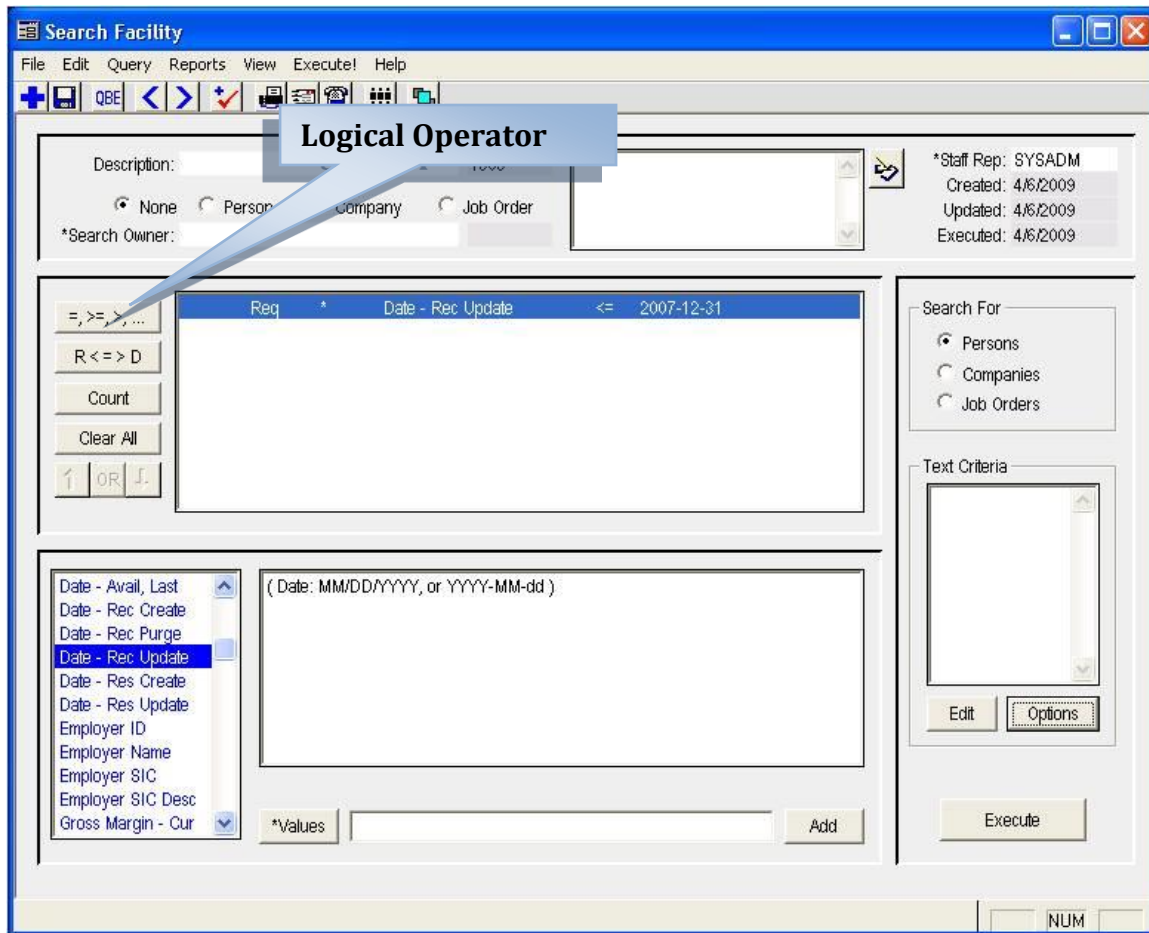 Search Facility
File Edit Query Reports View Execute! Help
QBE
Logical Operator
Description:
None Person Company Job Order
*Search Owner:
*Staff Rep: SYSADM
Created: 4/6/2009
Updated: 4/6/2009
Executed: 4/6/2009
=, >=, >, ...
R < = > D
Count
Clear All
OR
Req * Date - Rec Update <= 2007-12-31
Search For
Persons
Companies
Job Orders
Text Criteria
Edit Options
Execute
Date - Avail, Last
Date - Rec Create
Date - Rec Purge
Date - Rec Update
Date - Res Create
Date - Res Update
Employer ID
Employer Name
Employer SIC
Employer SIC Desc
Gross Margin - Cur
( Date: MM/DD/YYYY, or YYYY-MM-dd )
*Values Add
NUM